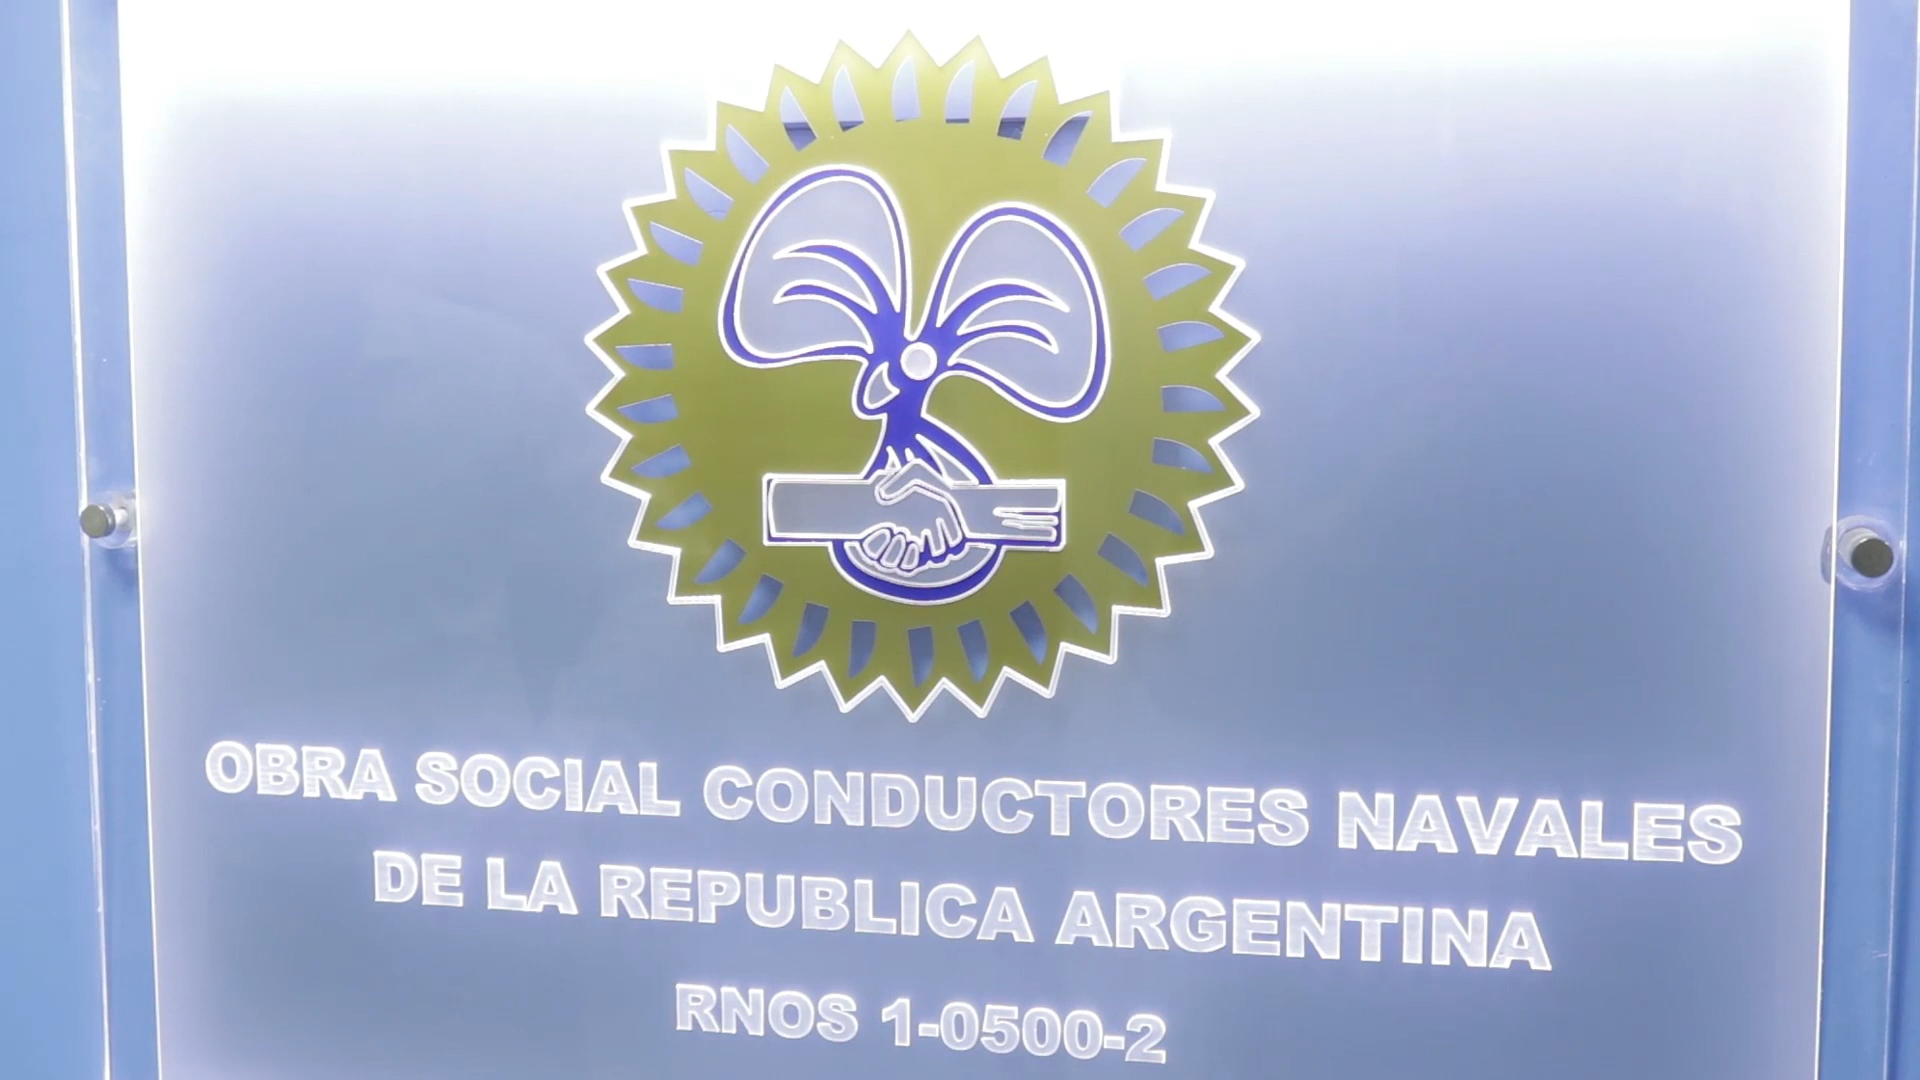 OBRA SOCIAL CONDUCTORES NAVALES
DE LA REPUBLICA ARGENTINA
RNOS 1-0500-2